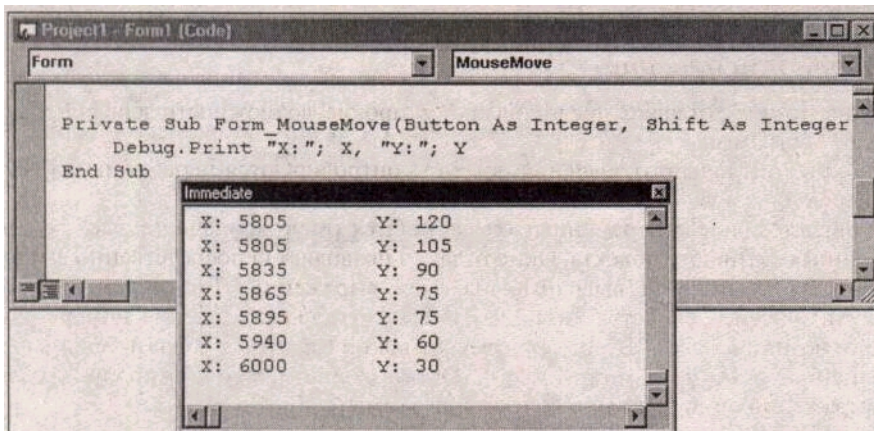 Project1 - Form1 (Code)
Form MouseMove
Private Sub Form_MouseMove(Button As Integer, Shift As Integer
Debug.Print "X:"; X, "Y:"; Y
End Sub
Immediate
X: 5805 Y: 120
X: 5805 Y: 105
X: 5835 Y: 90
X: 5865 Y: 75
X: 5895 Y: 75
X: 5940 Y: 60
X: 6000 Y: 30